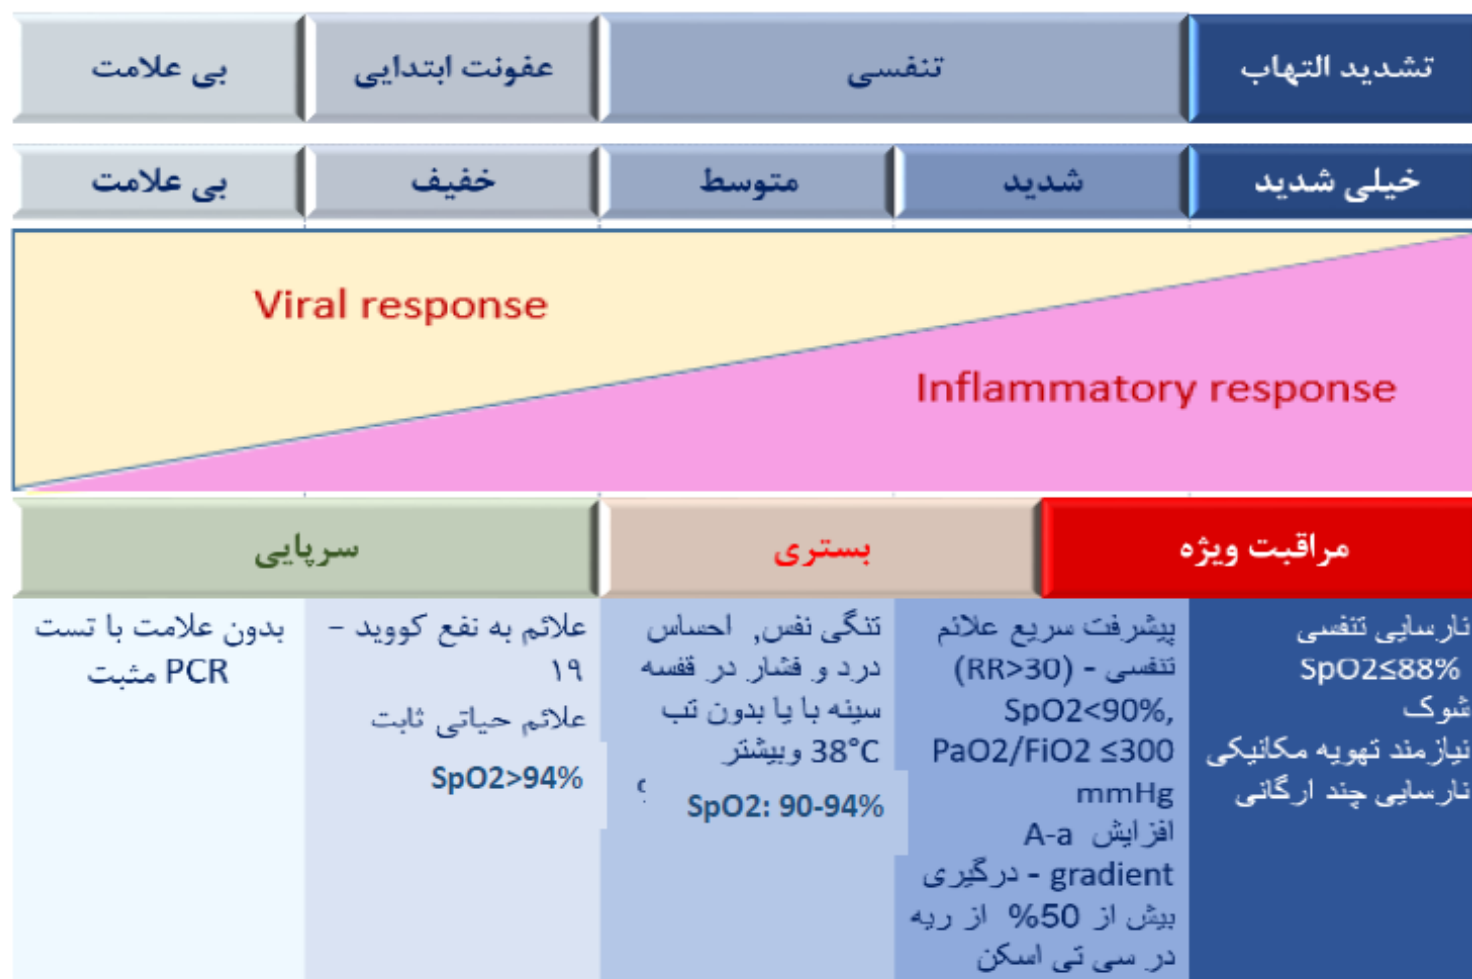 بی علامت
عفونت ابتدایی
تنفسی
تشدید التهاب
بی علامت
خفیف
متوسط
شدید
خیلی شدید
Viral response
Inflammatory response
سرپایی
بستری
مراقبت ویژه
بدون علامت با تست
PCR مثبت
علائم به نفع کووید –
۱۹
علائم حیاتی ثابت
SpO2>94%
تنگی نفس, احساس
درد و فشار در قفسه
سینه با یا بدون تب
38°C وبیشتر
SpO2: 90-94%
پیشرفت سریع علائم
تنفسی - (RR>30)
SpO2<90%,
PaO2/FiO2 ≤300
mmHg
افزایش A-a
gradient - درگیری
بیش از 50% از ریه
در سی تی اسکن
نارسایی تنفسی
SpO2≤88%
شوک
نیازمند تهویه مکانیکی
نارسایی چند ارگانی